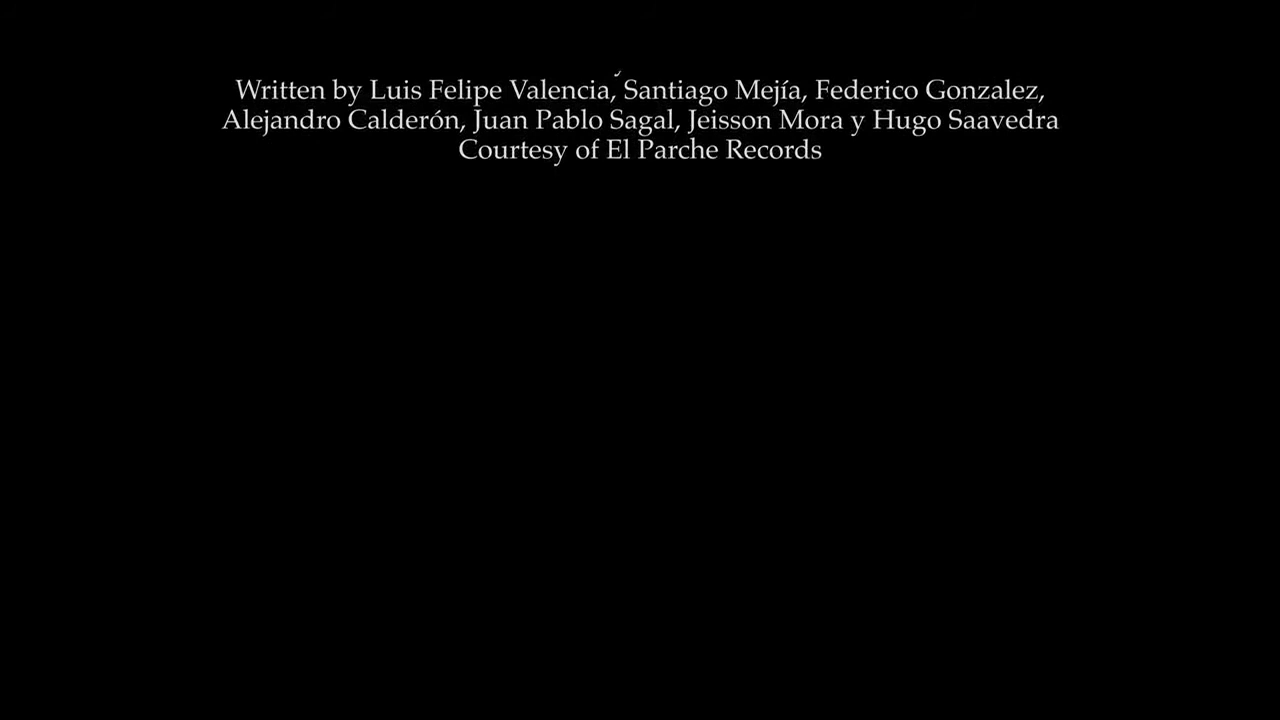 Written by Luis Felipe Valencia, Santiago Mejía, Federico Gonzalez,
Alejandro Calderón, Juan Pablo Sagal, Jeisson Mora y Hugo Saavedra
Courtesy of El Parche Records